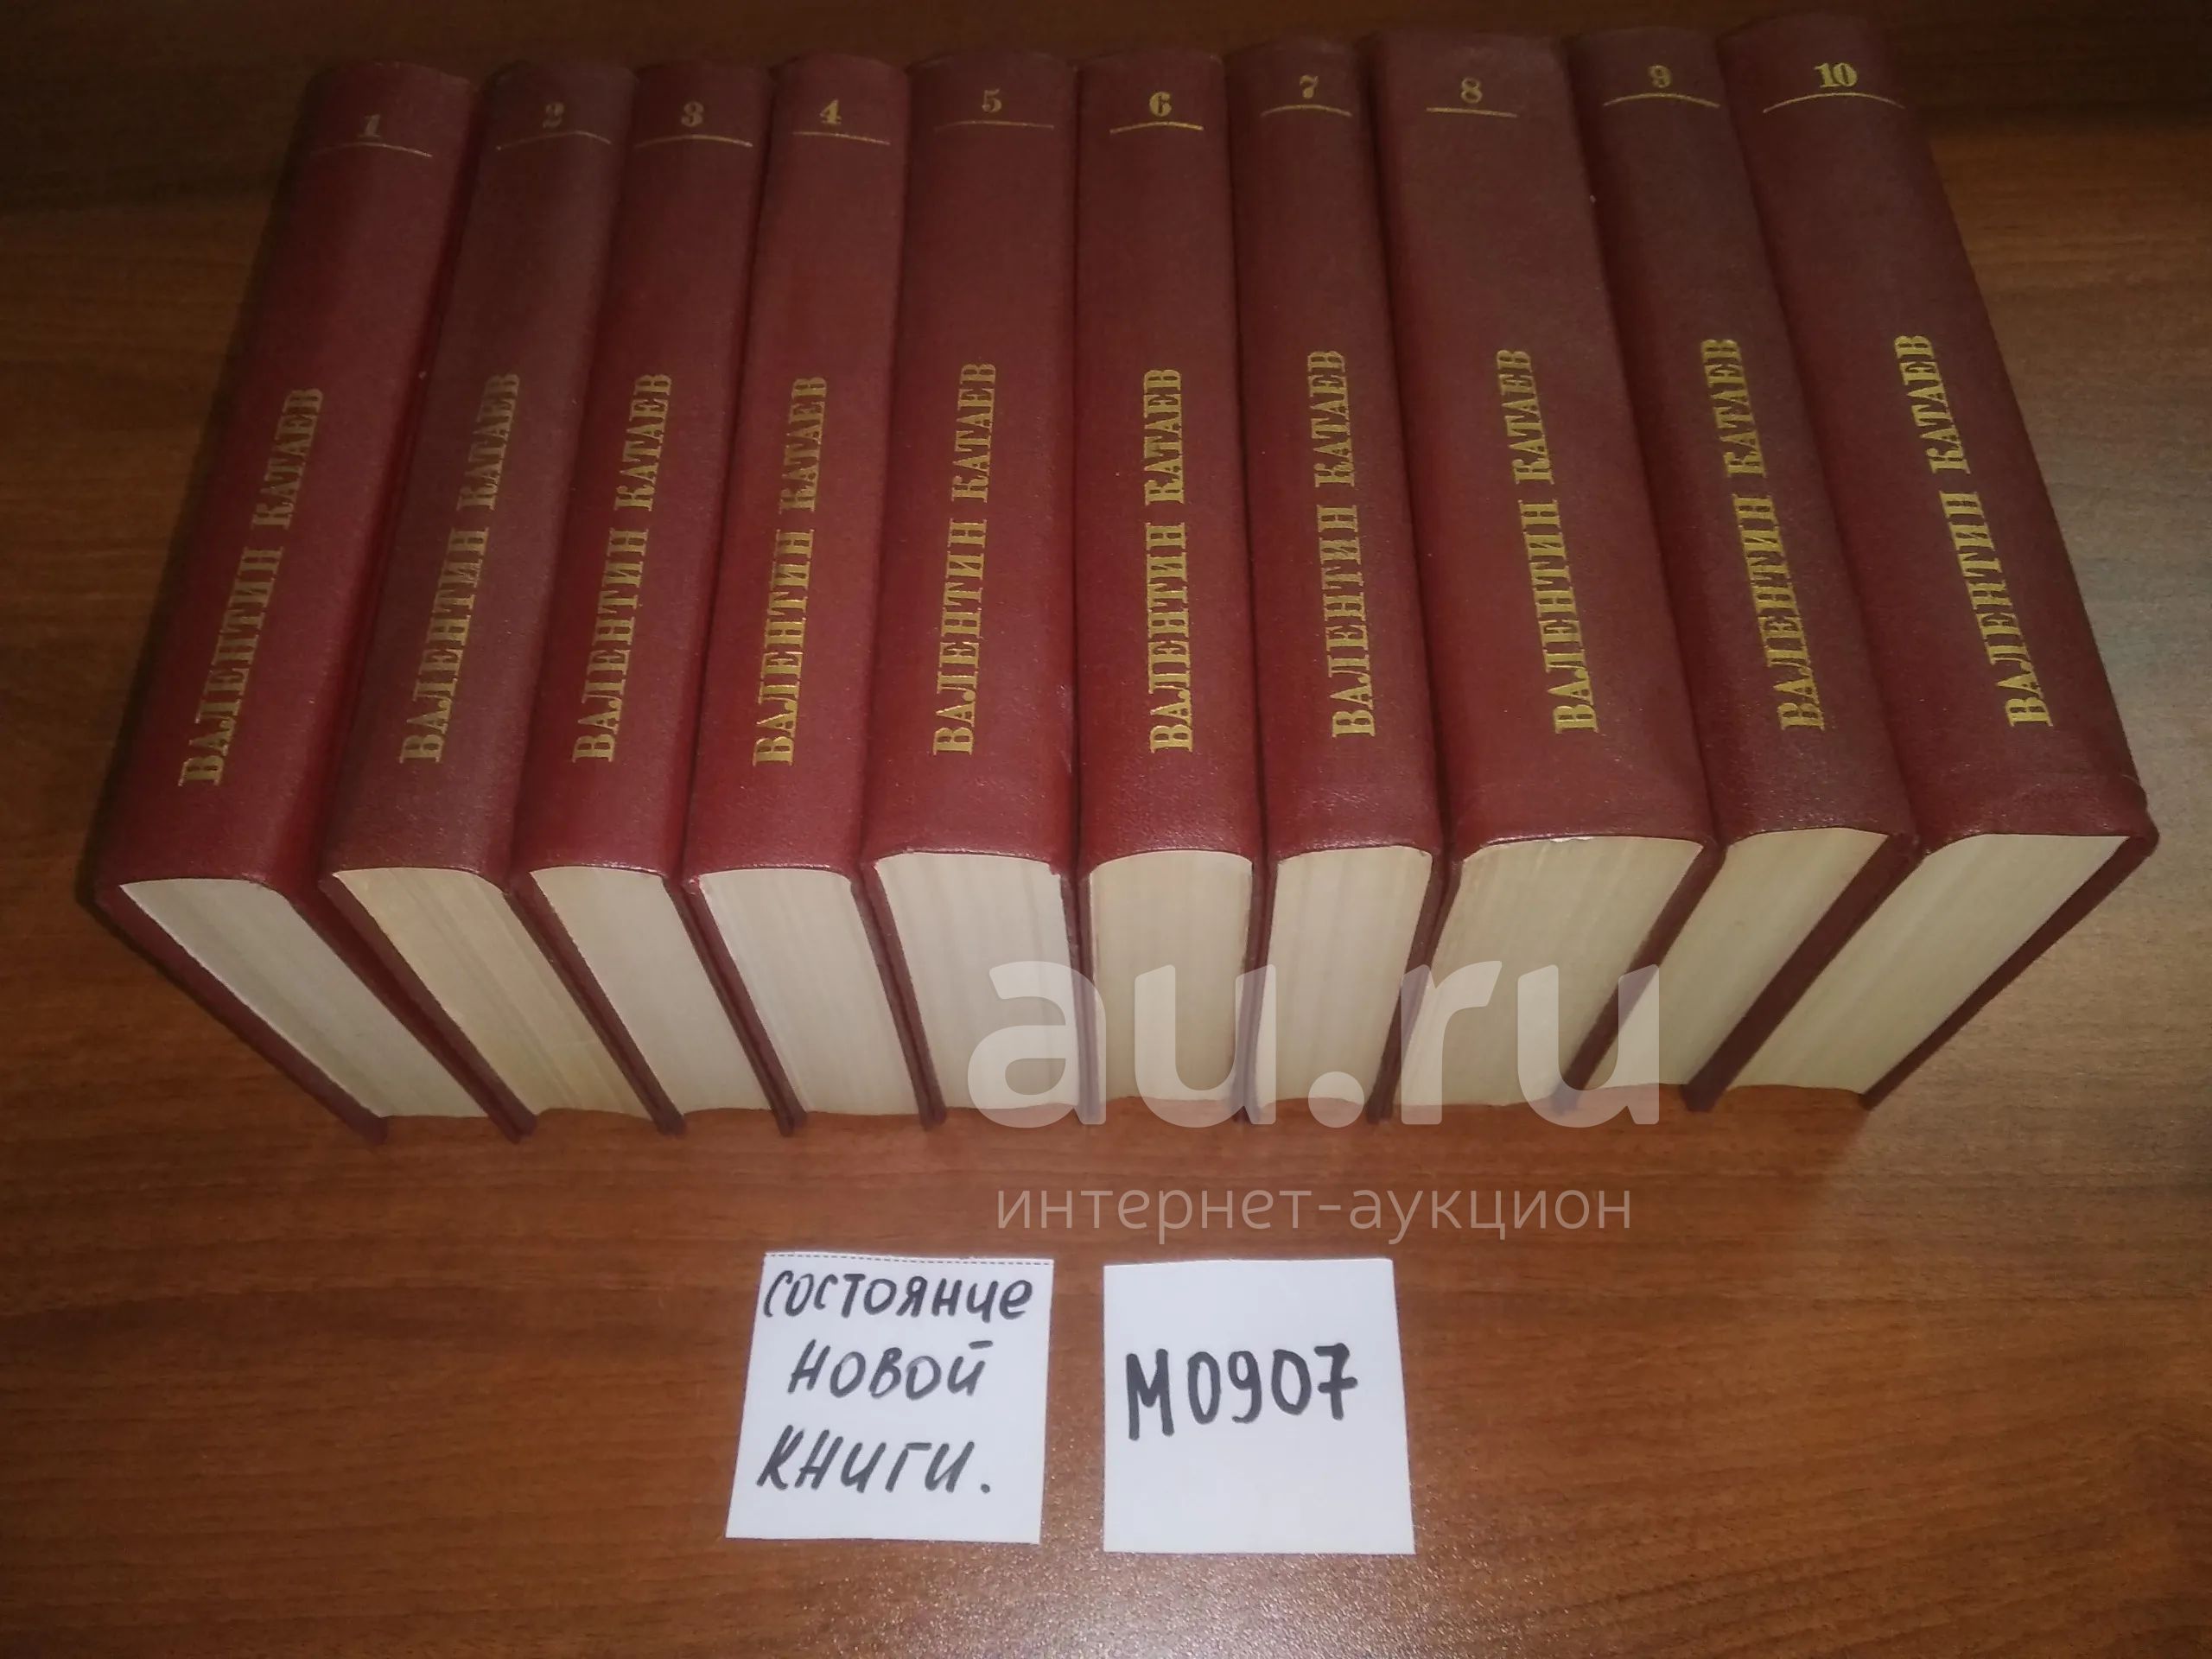 1
2
3
4
5
6
7
8
9
10
ВАЛЕНТИН КАТАЕВ
ВАЛЕНТИН КАТАЕВ
ВАЛЕНТИН КАТАЕВ
ВАЛЕНТИН КАТАЕВ
ВАЛЕНТИН КАТАЕВ
ВАЛЕНТИН КАТАЕВ
ВАЛЕНТИН КАТАЕВ
ВАЛЕНТИН КАТАЕВ
ВАЛЕНТИН КАТАЕВ
ВАЛЕНТИН КАТАЕВ
au.ru
интернет-аукцион
СОСТОЯНИЕ
НОВОЙ
КНИГИ.
М0907